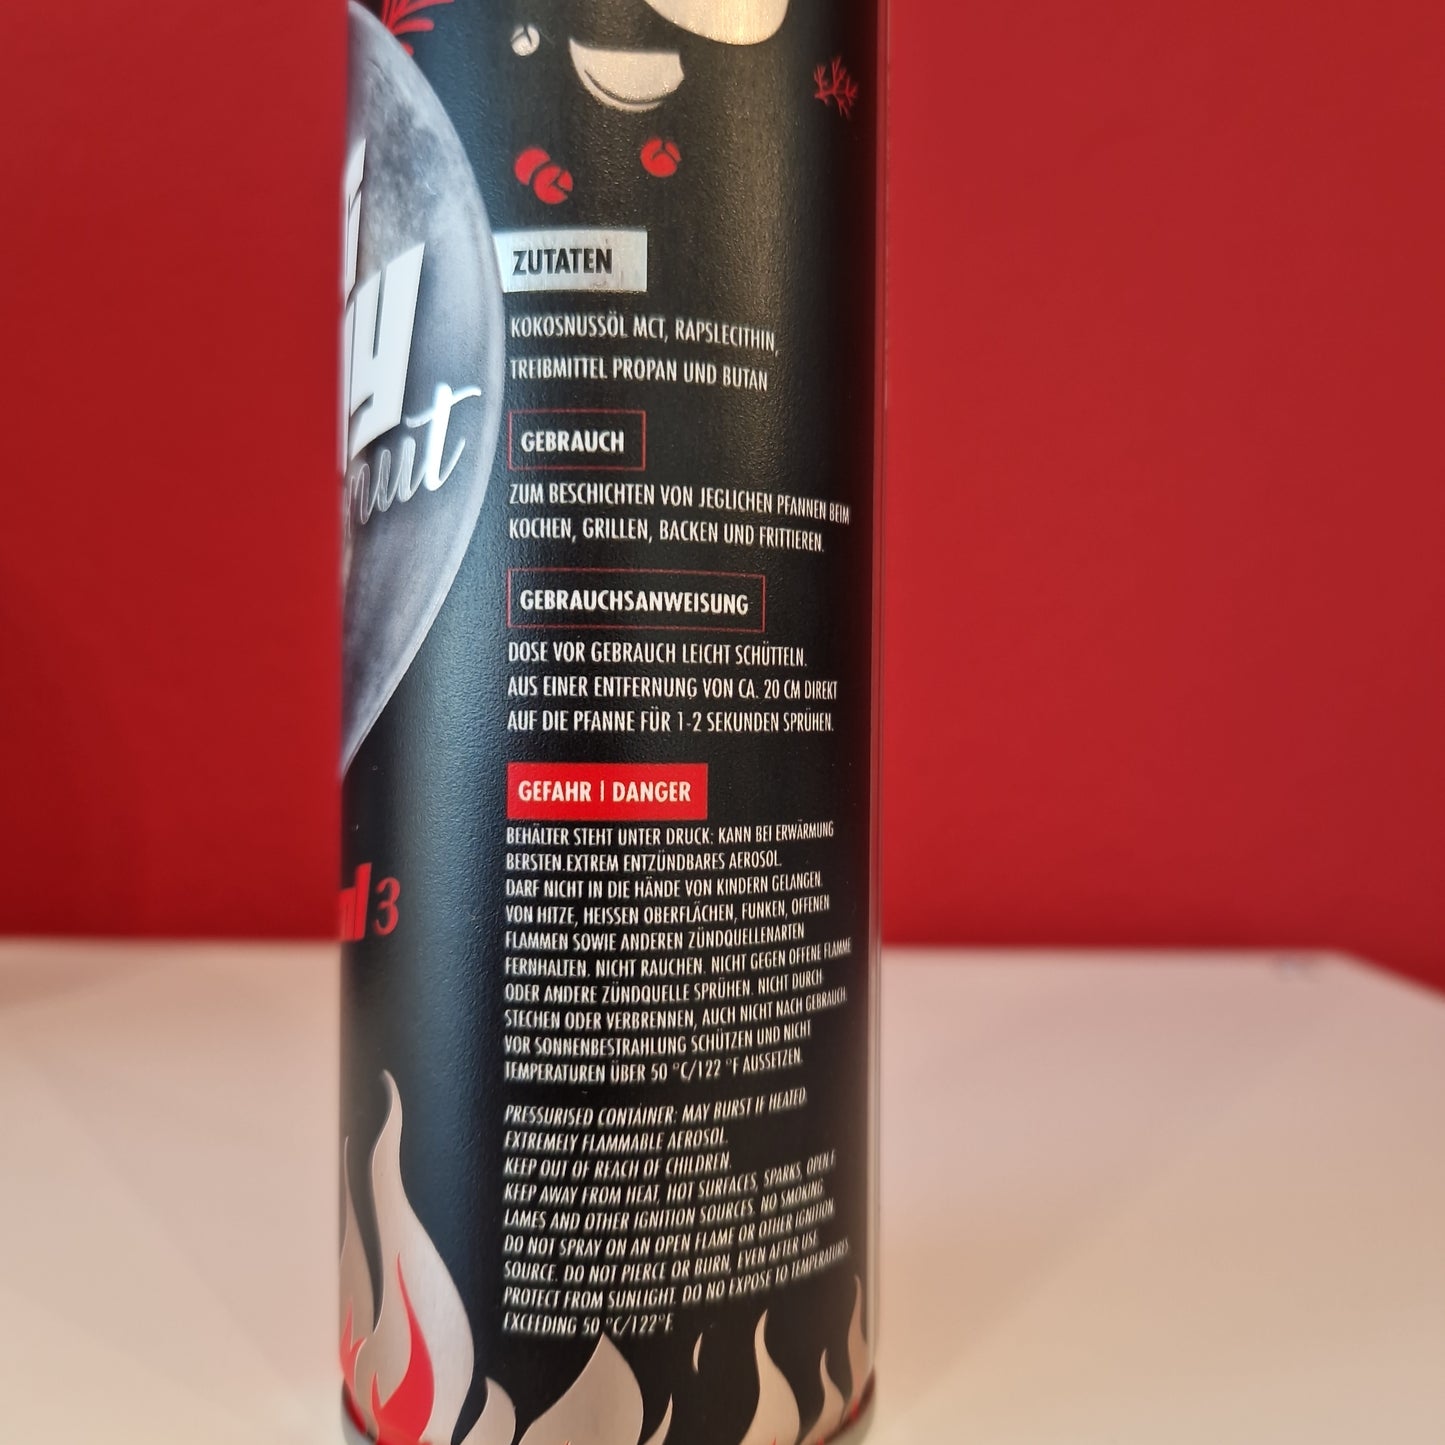 nut
3
ZUTATEN
KOKOSNUSSÖL MCT, RAPSLECITHIN,
TREIBMITTEL PROPAN UND BUTAN
GEBRAUCH
ZUM BESCHICHTEN VON JEGLICHEN PFANNEN BEIM
KOCHEN, GRILLEN, BACKEN UND FRITTIEREN.
GEBRAUCHSANWEISUNG
DOSE VOR GEBRAUCH LEICHT SCHÜTTELN.
AUS EINER ENTFERNUNG VON CA. 20 CM DIREKT
AUF DIE PFANNE FÜR 1-2 SEKUNDEN SPRÜHEN.
GEFAHR | DANGER
BEHÄLTER STEHT UNTER DRUCK: KANN BEI ERWÄRMUNG
BERSTEN.EXTREM ENTZÜNDBARES AEROSOL.
DARF NICHT IN DIE HÄNDE VON KINDERN GELANGEN.
VON HITZE, HEISSEN OBERFLÄCHEN, FUNKEN, OFFENEN
FLAMMEN SOWIE ANDEREN ZÜNDQUELLENARTEN
FERNHALTEN. NICHT RAUCHEN. NICHT GEGEN OFFENE FLAMME
ODER ANDERE ZÜNDQUELLE SPRÜHEN. NICHT DURCH-
STECHEN ODER VERBRENNEN, AUCH NICHT NACH GEBRAUCH.
VOR SONNENBESTRAHLUNG SCHÜTZEN UND NICHT
TEMPERATUREN ÜBER 50 °C/122 °F AUSSETZEN.
PRESSURISED CONTAINER: MAY BURST IF HEATED.
EXTREMELY FLAMMABLE AEROSOL.
KEEP OUT OF REACH OF CHILDREN.
KEEP AWAY FROM HEAT, HOT SURFACES, SPARKS, OPEN F
LAMES AND OTHER IGNITION SOURCES. NO SMOKING
DO NOT SPRAY ON AN OPEN FLAME OR OTHER IGNITION
SOURCE. DO NOT PIERCE OR BURN, EVEN AFTER USE
PROTECT FROM SUNLIGHT. DO NO EXPOSE TO TEMPERATURES
EXCEEDING 50 °C/122°F.